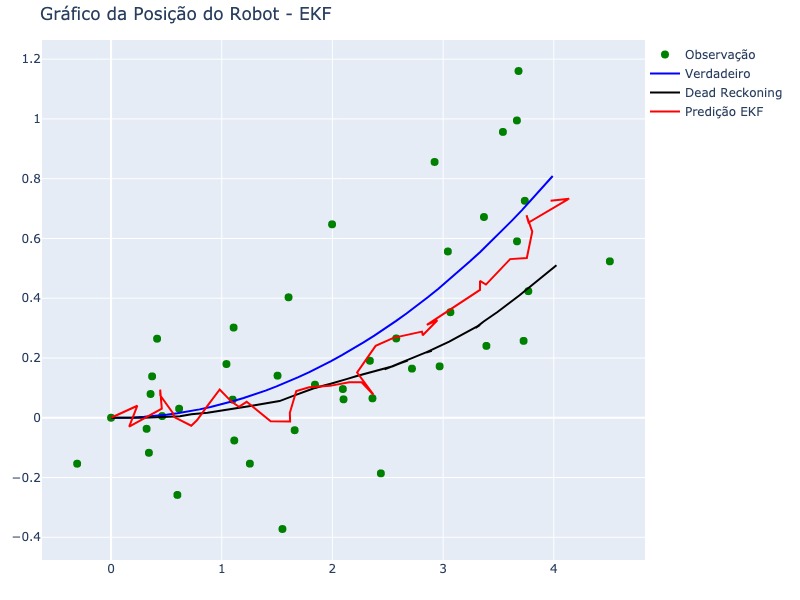 Gráfico da Posição do Robot - EKF
1.2
1
0.8
0.6
0.4
0.2
0
−0.2
−0.4
0 1 2 3 4
Observação
Verdadeiro
Dead Reckoning
Predição EKF